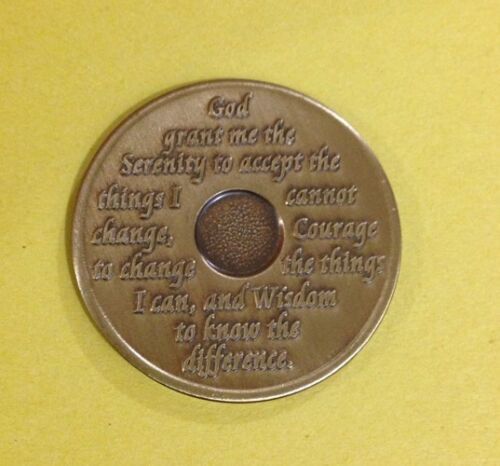 God
grant me the
Serenity to accept the
things I cannot
change, Courage
to change the things
I can, and Wisdom
to know the
difference.